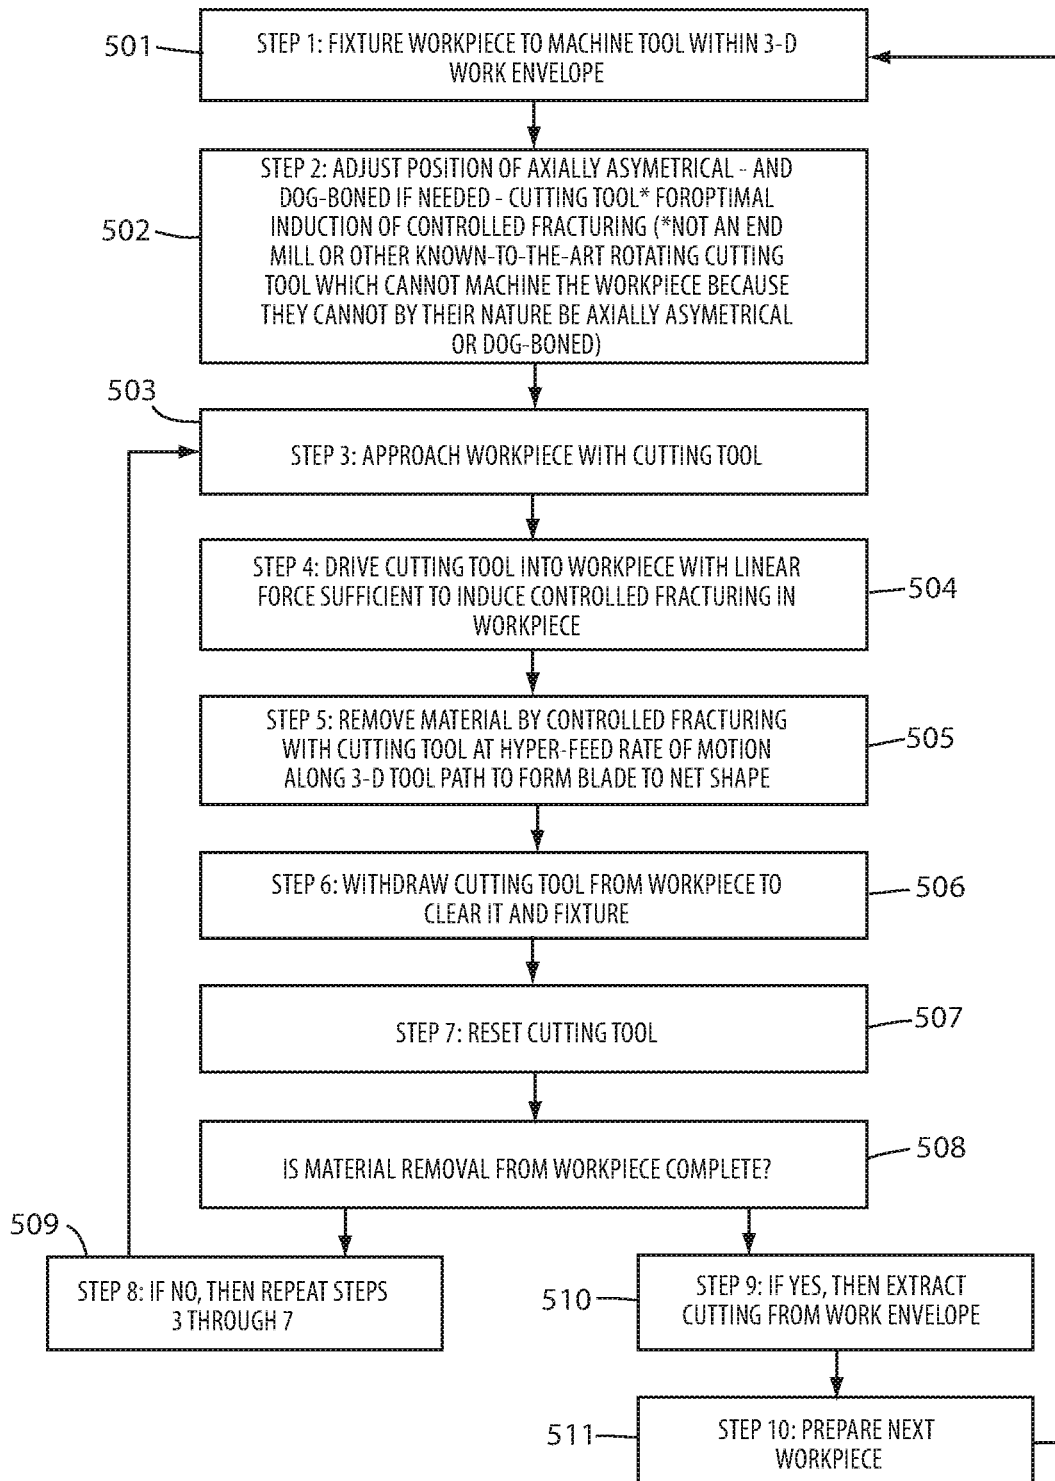 501
STEP 1: FIXTURE WORKPIECE TO MACHINE TOOL WITHIN 3-D
WORK ENVELOPE
502
STEP 2: ADJUST POSITION OF AXIALLY ASYMETRICAL - AND
DOG-BONED IF NEEDED - CUTTING TOOL* FOROPTIMAL
INDUCTION OF CONTROLLED FRACTURING (*NOT AN END
MILL OR OTHER KNOWN-TO-THE-ART ROTATING CUTTING
TOOL WHICH CANNOT MACHINE THE WORKPIECE BECAUSE
THEY CANNOT BY THEIR NATURE BE AXIALLY ASYMETRICAL
OR DOG-BONED)
503
STEP 3: APPROACH WORKPIECE WITH CUTTING TOOL
STEP 4: DRIVE CUTTING TOOL INTO WORKPIECE WITH LINEAR
FORCE SUFFICIENT TO INDUCE CONTROLLED FRACTURING IN
WORKPIECE
504
STEP 5: REMOVE MATERIAL BY CONTROLLED FRACTURING
WITH CUTTING TOOL AT HYPER-FEED RATE OF MOTION
ALONG 3-D TOOL PATH TO FORM BLADE TO NET SHAPE
505
STEP 6: WITHDRAW CUTTING TOOL FROM WORKPIECE TO
CLEAR IT AND FIXTURE
506
STEP 7: RESET CUTTING TOOL
507
IS MATERIAL REMOVAL FROM WORKPIECE COMPLETE?
508
509
STEP 8: IF NO, THEN REPEAT STEPS
3 THROUGH 7
510
STEP 9: IF YES, THEN EXTRACT
CUTTING FROM WORK ENVELOPE
511
STEP 10: PREPARE NEXT
WORKPIECE